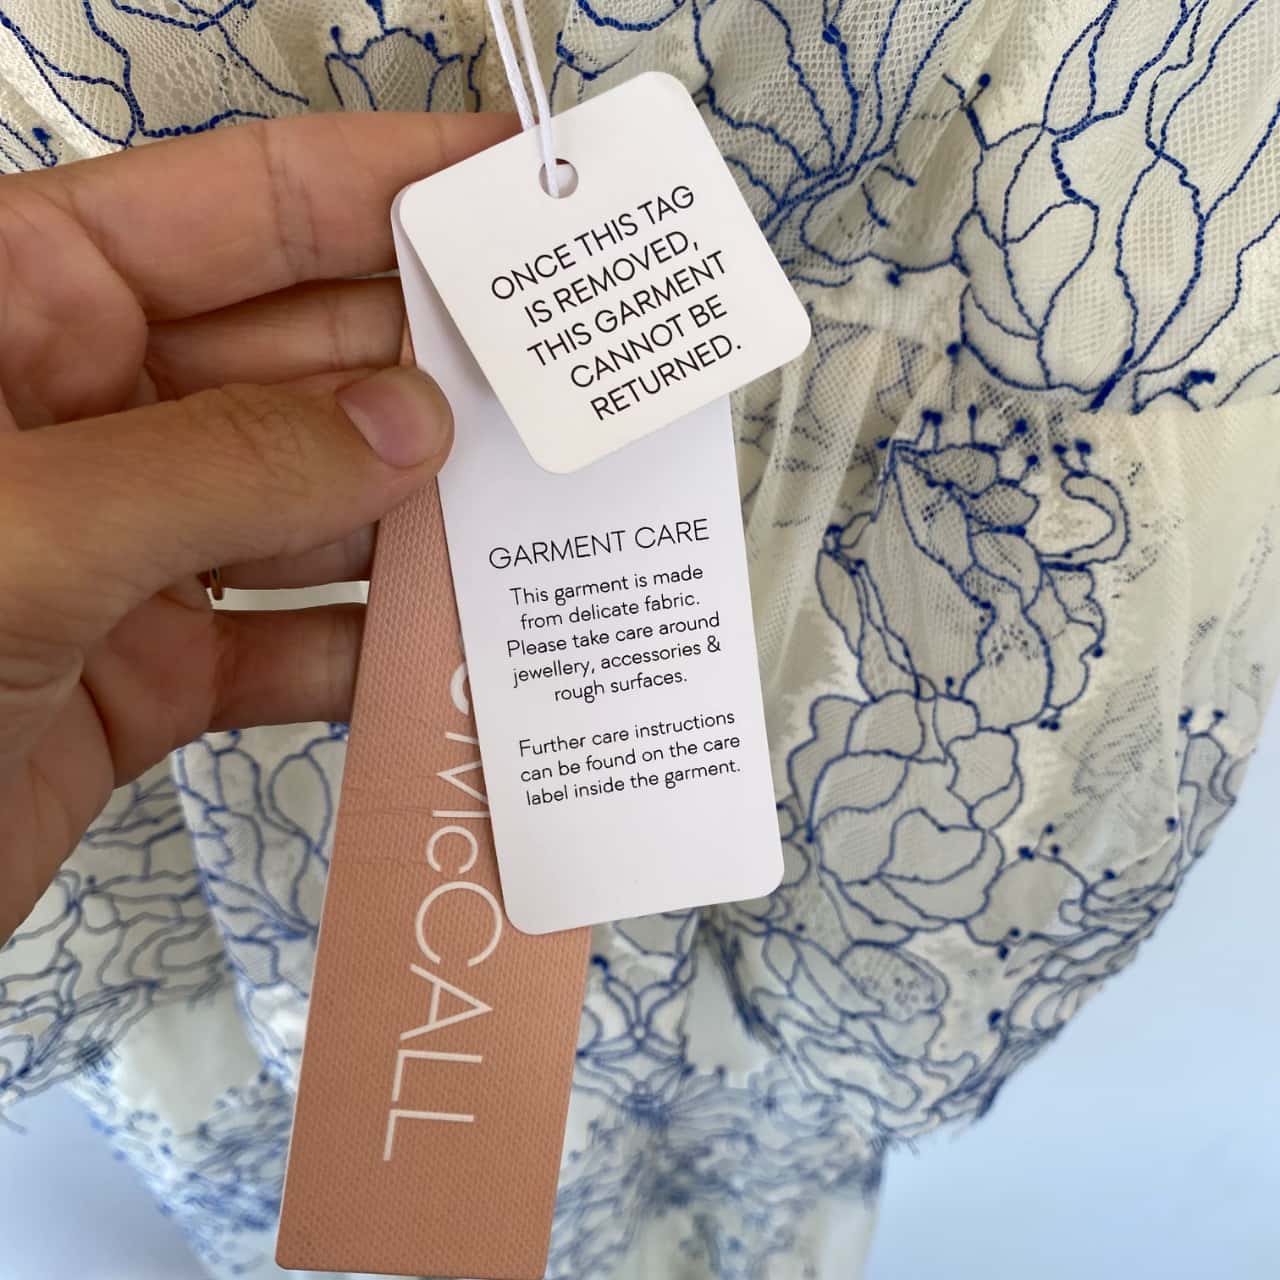 ONCE THIS TAG
IS REMOVED,
THIS GARMENT
CANNOT BE
RETURNED.
GARMENT CARE
This garment is made
from delicate fabric.
Please take care around
jewellery, accessories &
rough surfaces.
Further care instructions
can be found on the care
label inside the garment.
McCALL